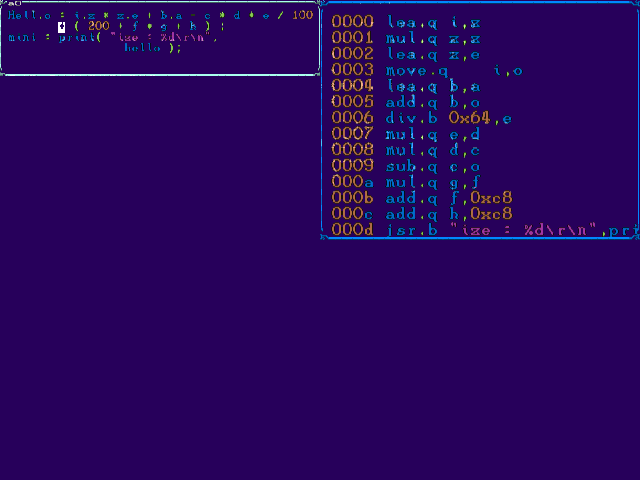 Hello.o : i.z * z.e + b.a - c * d * e / 100
+ ( 200 + f * g + h ) ;
mint : print( "ize : %d\r\n",
hello );
0000 lea.q i,z
0001 mul.q z,z
0002 lea.q z,e
0003 move.q i,o
0004 lea.q b,a
0005 add.q b,o
0006 div.b 0x64,e
0007 mul.q e,d
0008 mul.q d,c
0009 sub.q c,o
000a mul.q g,f
000b add.q f,0xc8
000c add.q h,0xc8
000d jsr.b "ize : %d\r\n",pri